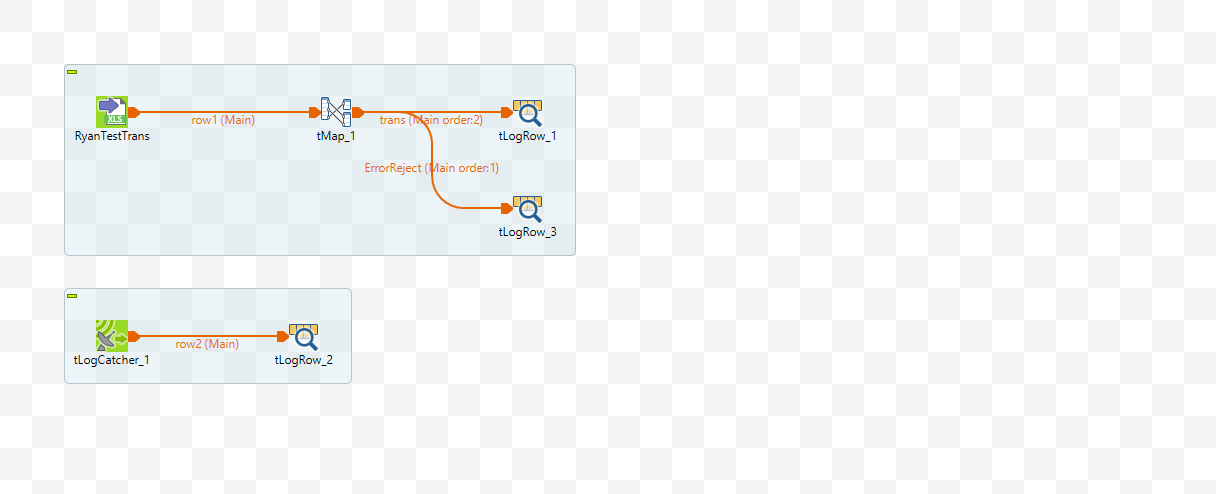 XLS
RyanTestTrans
row1 (Main)
tMap_1
trans (Main order:2)
tLogRow_1
ErrorReject (Main order:1)
tLogRow_3
tLogCatcher_1
row2 (Main)
tLogRow_2